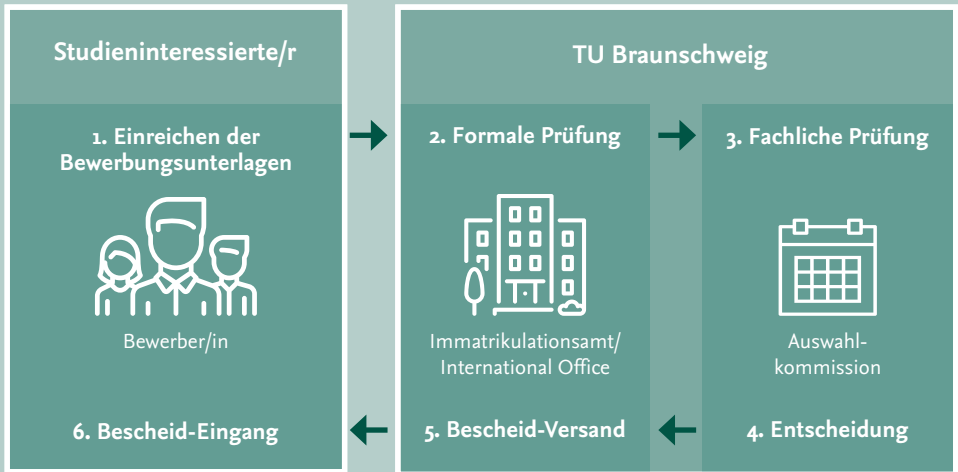 Studieninteressierte/r
TU Braunschweig
1. Einreichen der
Bewerbungsunterlagen
2. Formale Prüfung
3. Fachliche Prüfung
Bewerber/in
Immatrikulationsamt/
International Office
Auswahl-
kommission
6. Bescheid-Eingang
5. Bescheid-Versand
4. Entscheidung